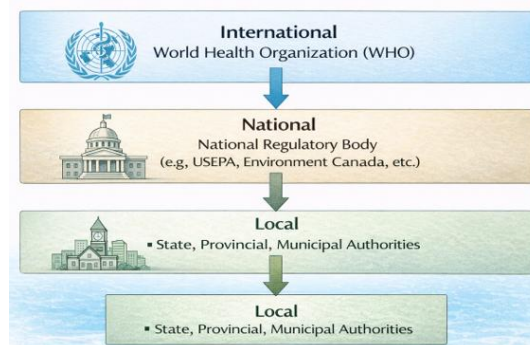 International
World Health Organization (WHO)
National
National Regulatory Body
(e.g, USEPA, Environment Canada, etc.)
Local
▪ State, Provincial, Municipal Authorities
Local
▪ State, Provincial, Municipal Authorities